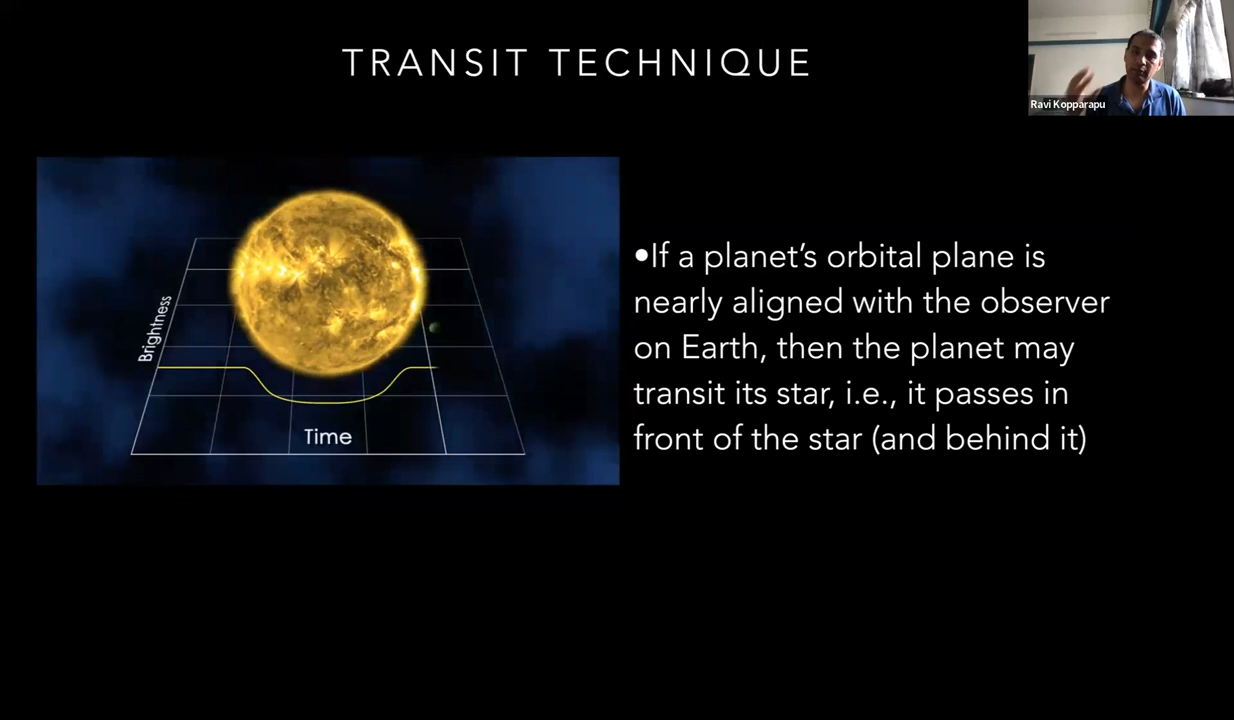 TRANSIT TECHNIQUE
Ravi Kopparapu
Brightness
Time
•If a planet’s orbital plane is
nearly aligned with the observer
on Earth, then the planet may
transit its star, i.e., it passes in
front of the star (and behind it)